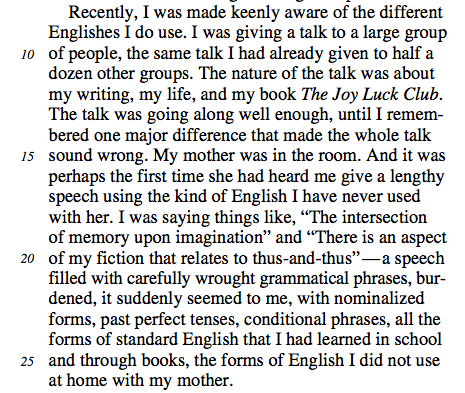 Recently, I was made keenly aware of the different
Englishes I do use. I was giving a talk to a large group
10 of people, the same talk I had already given to half a
dozen other groups. The nature of the talk was about
my writing, my life, and my book The Joy Luck Club.
The talk was going along well enough, until I remem-
bered one major difference that made the whole talk
15 sound wrong. My mother was in the room. And it was
perhaps the first time she had heard me give a lengthy
speech using the kind of English I have never used
with her. I was saying things like, “The intersection
of memory upon imagination” and “There is an aspect
20 of my fiction that relates to thus-and-thus”—a speech
filled with carefully wrought grammatical phrases, bur-
dened, it suddenly seemed to me, with nominalized
forms, past perfect tenses, conditional phrases, all the
forms of standard English that I had learned in school
25 and through books, the forms of English I did not use
at home with my mother.